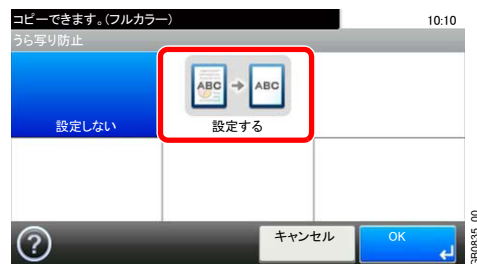 コピーできます。(フルカラー)
10:10
うら写り防止
ABC
ABC
設定しない
設定する
キャンセル
OK
GB0835_00
?